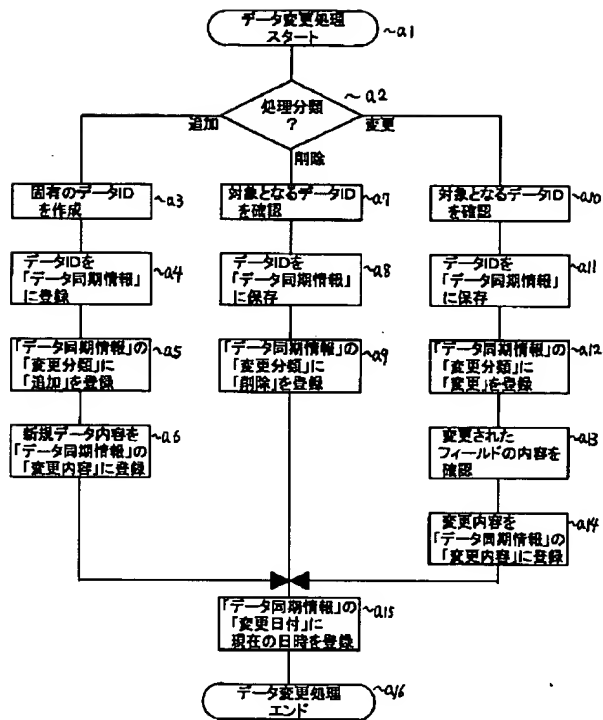 データ変更処理
スタート
~a1
処理分類
?
~a2
追加
変更
削除
固有のデータID
を作成
~a3
データIDを
「データ同期情報」
に登録
~a4
「データ同期情報」の
「変更分類」に
「追加」を登録
~a5
新規データ内容を
「データ同期情報」の
「変更内容」に登録
~a6
対象となるデータID
を確認
~a7
データIDを
「データ同期情報」
に保存
~a8
「データ同期情報」の
「変更分類」に
「削除」を登録
~a9
対象となるデータID
を確認
~a10
データIDを
「データ同期情報」
に保存
~a11
「データ同期情報」の
「変更分類」に
「変更」を登録
~a12
変更された
フィールドの内容を
確認
~a13
変更内容を
「データ同期情報」の
「変更内容」に登録
~a14
「データ同期情報」の
「変更日付」に
現在の日時を登録
~a15
データ変更処理
エンド
~a16